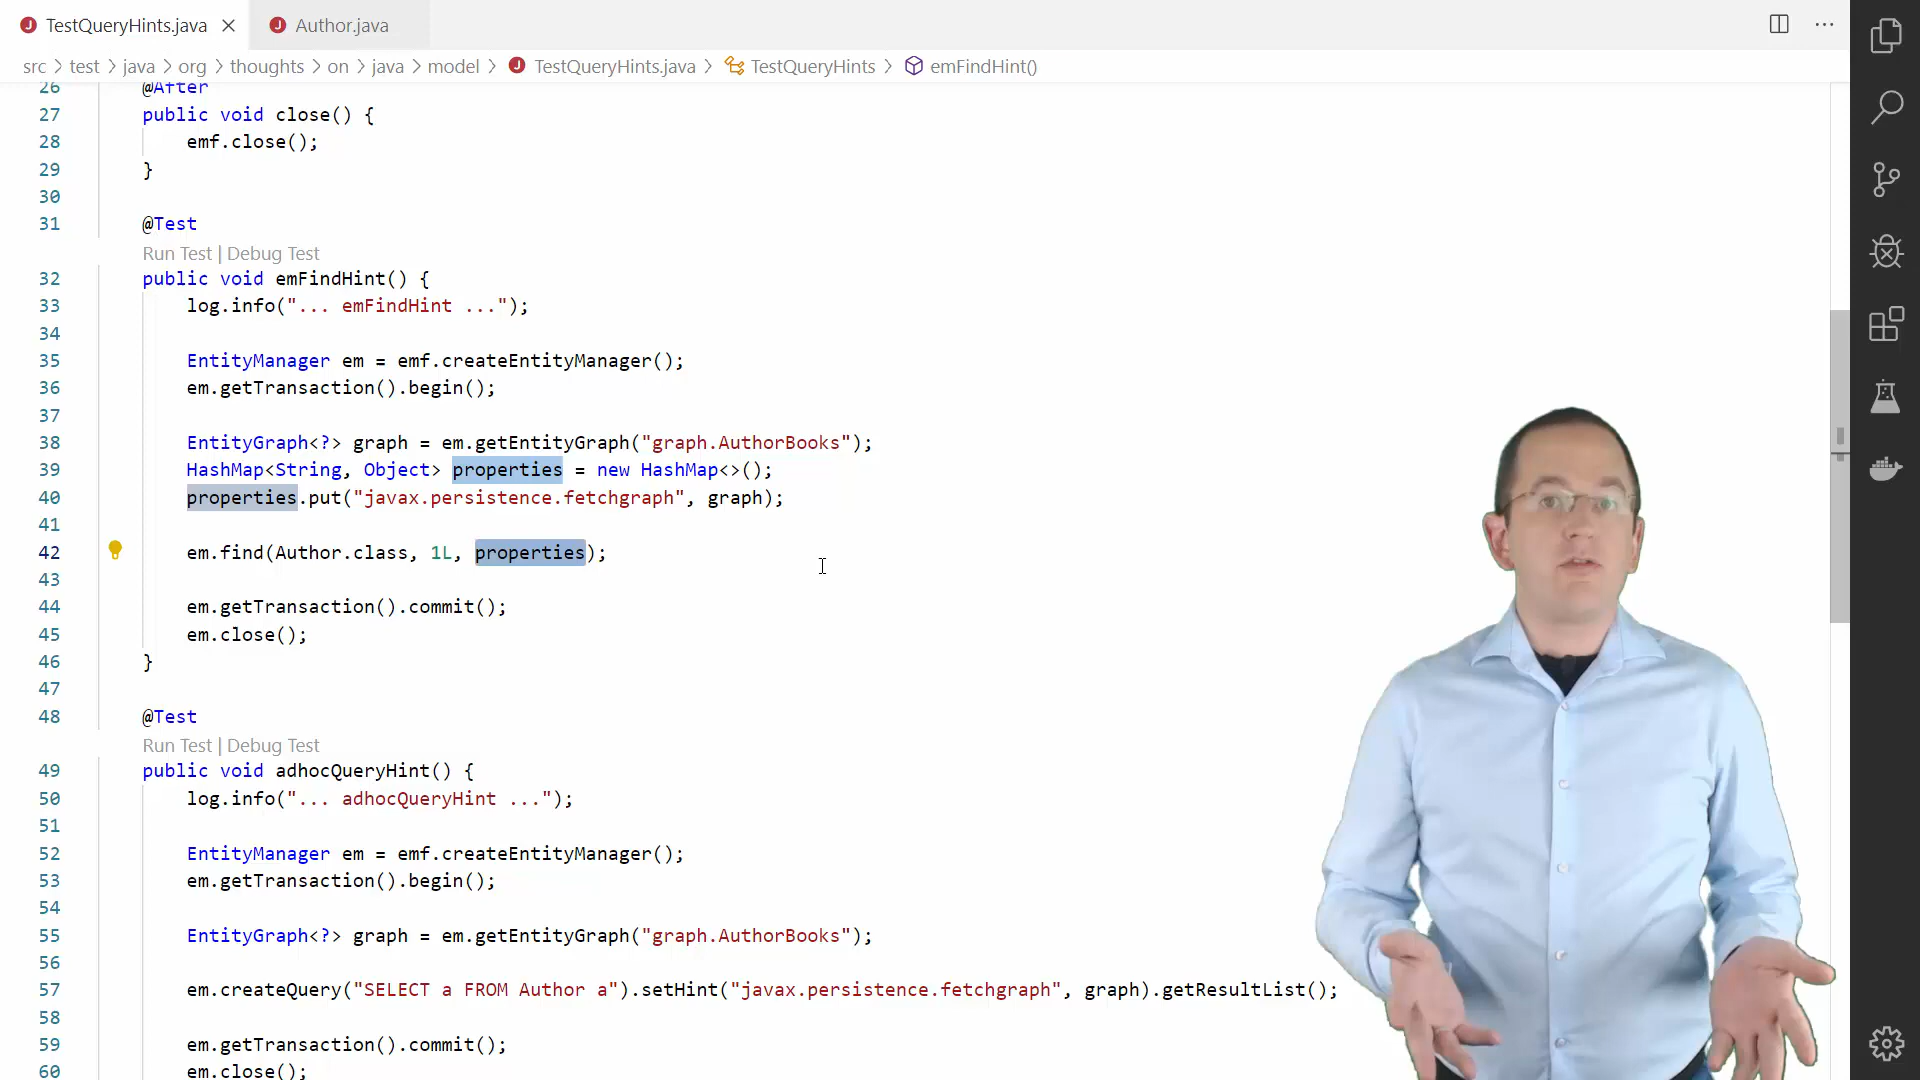 TestQueryHints.java
Author.java
src > test > java > org > thoughts > on > java > model > TestQueryHints.java > TestQueryHints > emFindHint()
26 @After
27 public void close() {
28 emf.close();
29 }
30
31 @Test
Run Test | Debug Test
32 public void emFindHint() {
33 log.info("... emFindHint ...");
34
35 EntityManager em = emf.createEntityManager();
36 em.getTransaction().begin();
37
38 EntityGraph<?> graph = em.getEntityGraph("graph.AuthorBooks");
39 HashMap<String, Object> properties = new HashMap<>();
40 properties.put("javax.persistence.fetchgraph", graph);
41
42 em.find(Author.class, 1L, properties);
43
44 em.getTransaction().commit();
45 em.close();
46 }
47
48 @Test
Run Test | Debug Test
49 public void adhocQueryHint() {
50 log.info("... adhocQueryHint ...");
51
52 EntityManager em = emf.createEntityManager();
53 em.getTransaction().begin();
54
55 EntityGraph<?> graph = em.getEntityGraph("graph.AuthorBooks");
56
57 em.createQuery("SELECT a FROM Author a").setHint("javax.persistence.fetchgraph", graph).getResultList();
58
59 em.getTransaction().commit();
60 em.close();